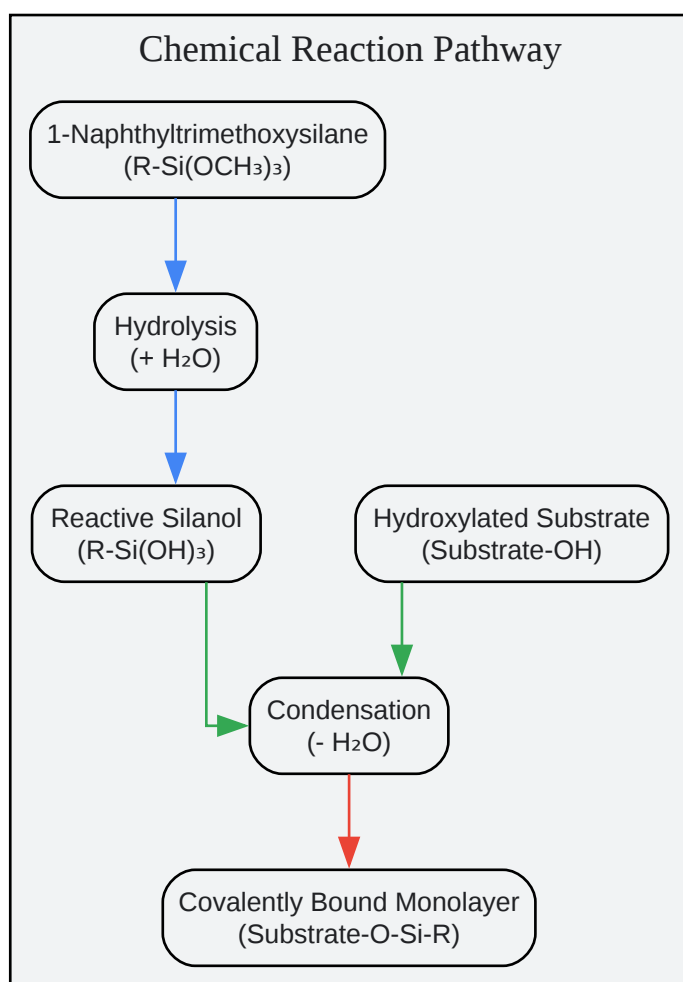 Chemical Reaction Pathway
1-Naphthyltrimethoxysilane
(R-Si(OCH₃)₃)
Hydrolysis
(+ H₂O)
Reactive Silanol
(R-Si(OH)₃)
Hydroxylated Substrate
(Substrate-OH)
Condensation
(- H₂O)
Covalently Bound Monolayer
(Substrate-O-Si-R)